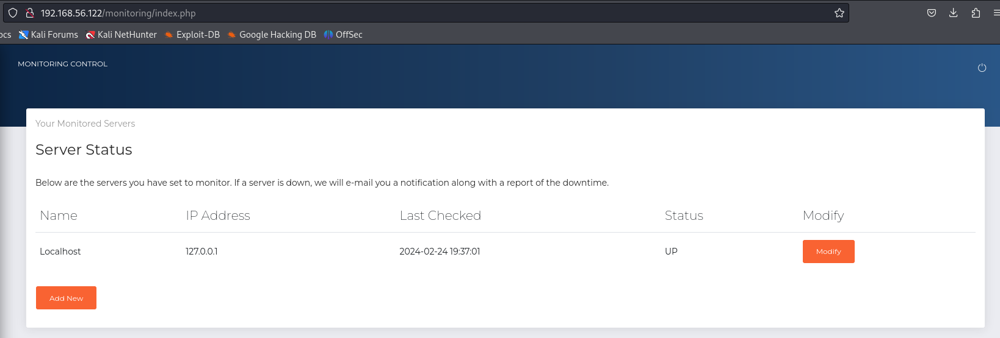 192.168.56.122/monitoring/index.php
ocs Kali Forums Kali NetHunter Exploit-DB Google Hacking DB OffSec
MONITORING CONTROL
Your Monitored Servers
Server Status
Below are the servers you have set to monitor. If a server is down, we will e-mail you a notification along with a report of the downtime.
Name IP Address Last Checked Status Modify
Localhost 127.0.0.1 2024-02-24 19:37:01 UP Modify
Add New